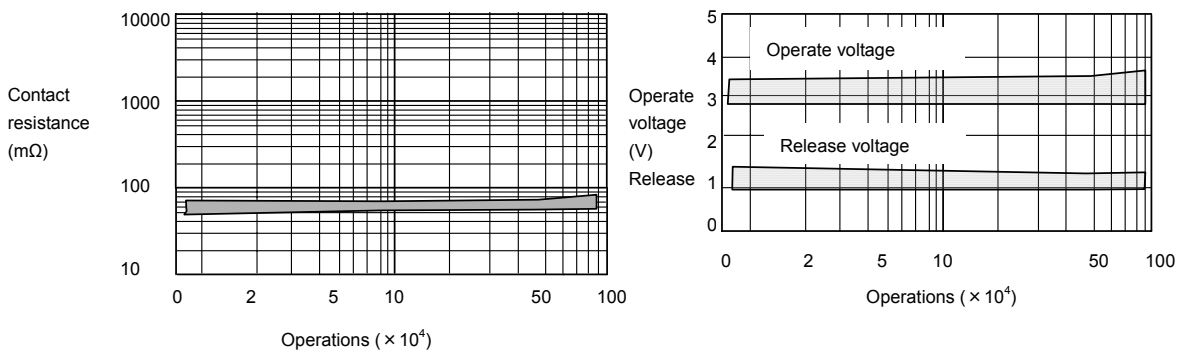 10000
1000
100
10
Contact
resistance
(mΩ)
0 2 5 10 50 100
Operations (×10⁴)
5
4
3
2
1
0
Operate
voltage
(V)
Release
Operate voltage
Release voltage
0 2 5 10 50 100
Operations (×10⁴)